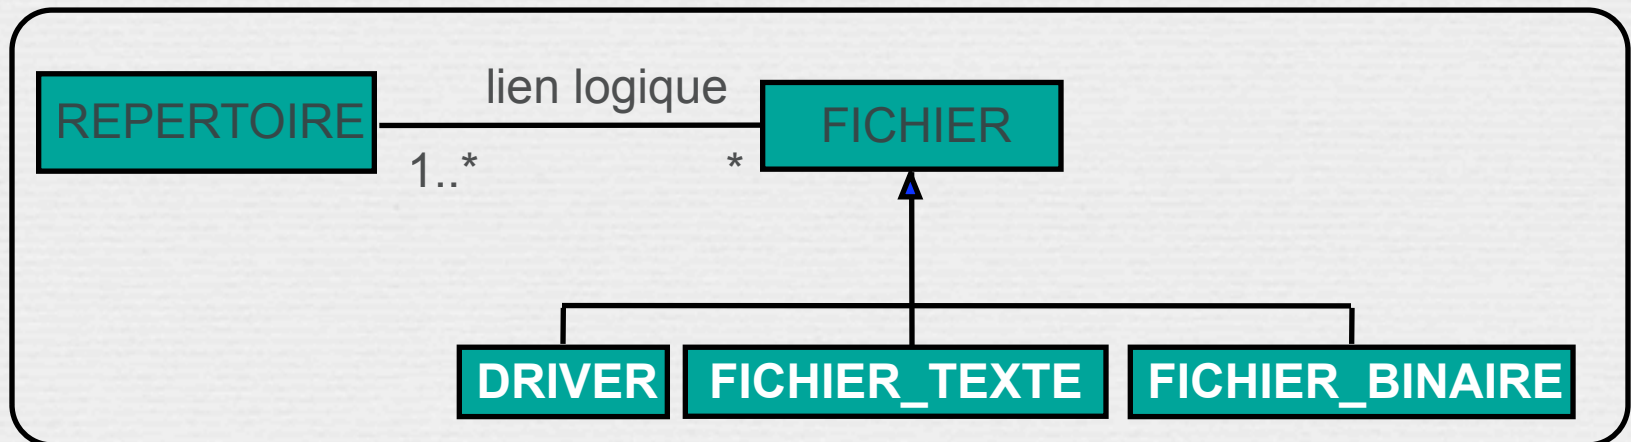 lien logique
REPERTOIRE
FICHIER
1..*
*
DRIVER
FICHIER_TEXTE
FICHIER_BINAIRE